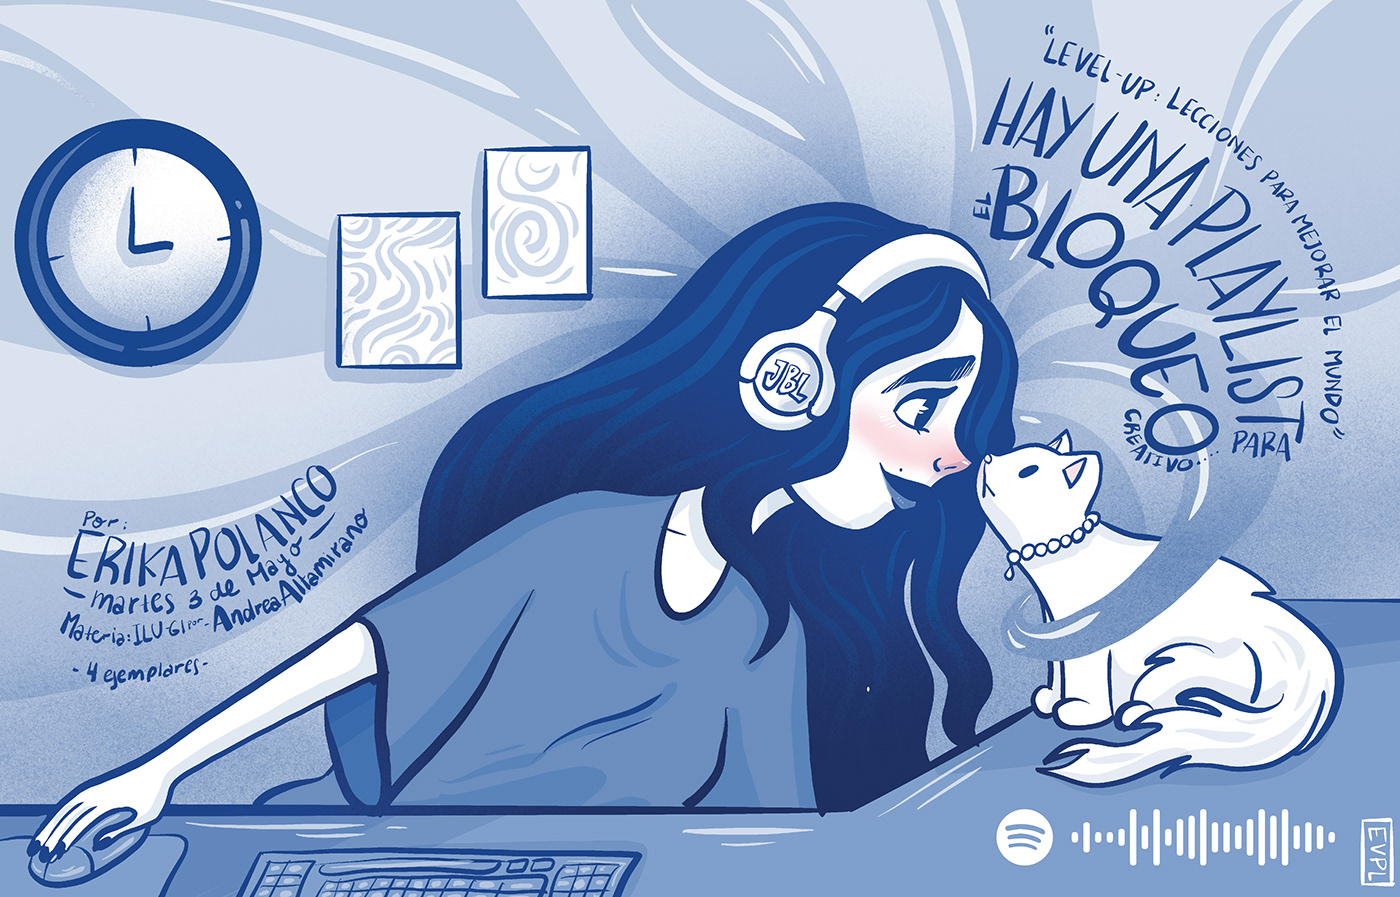 "LEVEL-UP: LECCIONES PARA MEJORAR EL MUNDO"
HAY UNA PLAYLIST PARA
EL BLOQUEO
CREATIVO....
JBL
Por:
ERIKA POLANCO
- martes 3 de Mayo -
Materia: ILU-G1 por- Andrea Altamirano
- 4 ejemplares -
EVPL